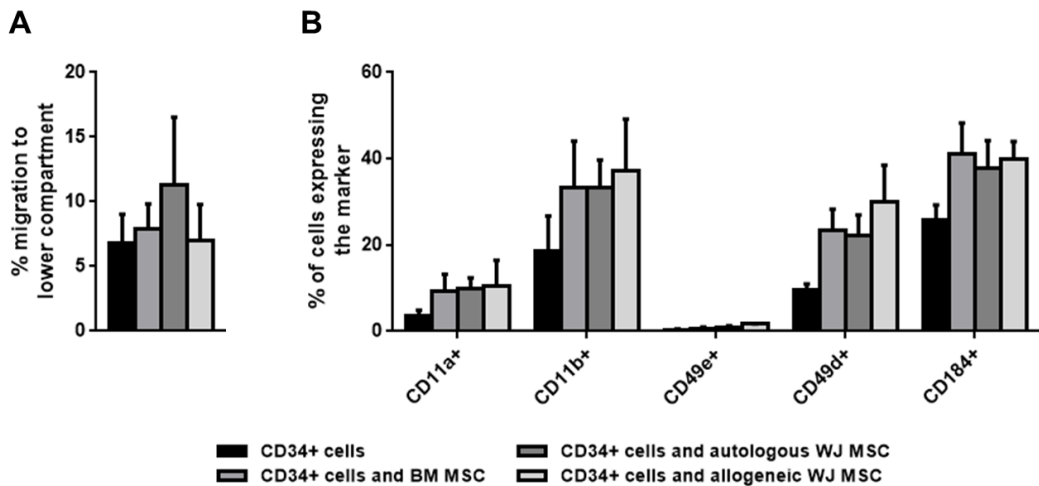 A
B
% migration to
lower compartment
20
15
10
5
0
% of cells expressing
the marker
60
40
20
0
CD11a+
CD11b+
CD49e+
CD49d+
CD184+
CD34+ cells
CD34+ cells and BM MSC
CD34+ cells and autologous WJ MSC
CD34+ cells and allogeneic WJ MSC